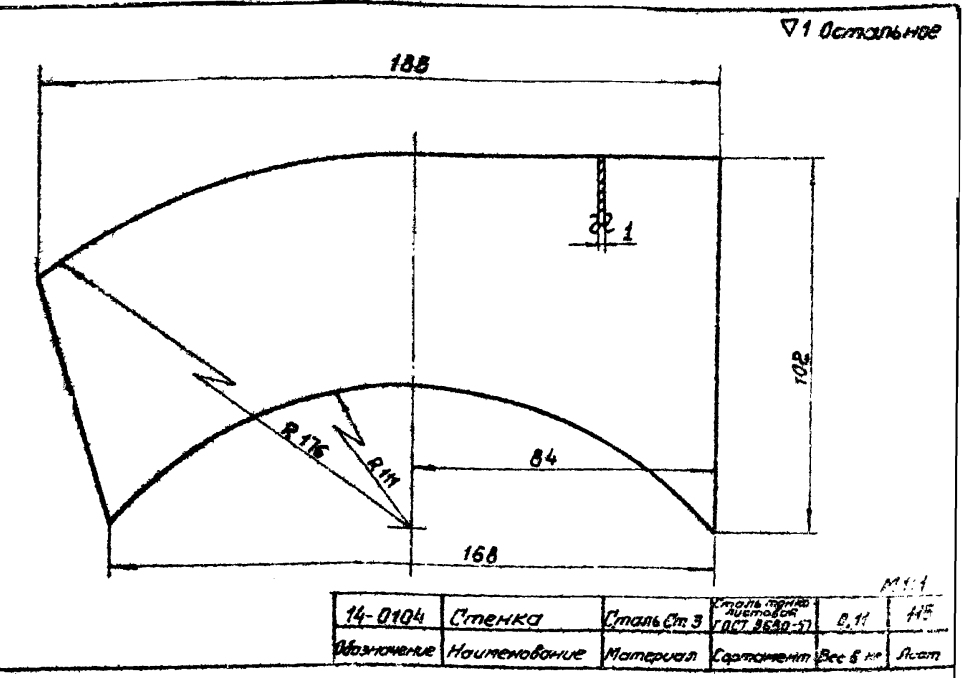 ∇1 Остальное
188
1
102
R 176
R 111
84
168
М 1:1
14-0104 Стенка Сталь Ст. 3 Сталь тонко листовая ГОСТ 3680-57 0,11 115
Обозначение Наименование Материал Сортамент Вес в кг Лист